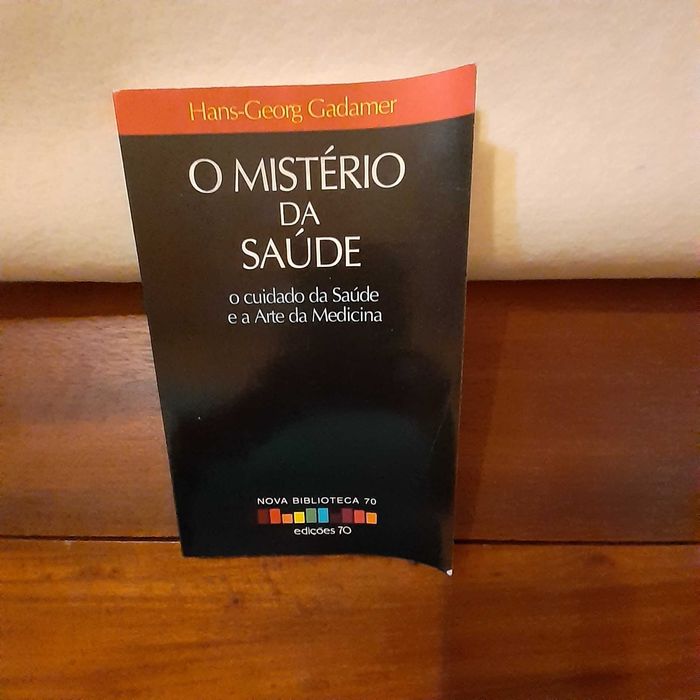 Hans-Georg Gadamer
O MISTÉRIO
DA
SAÚDE
o cuidado da Saúde
e a Arte da Medicina
NOVA BIBLIOTECA 70
edições 70